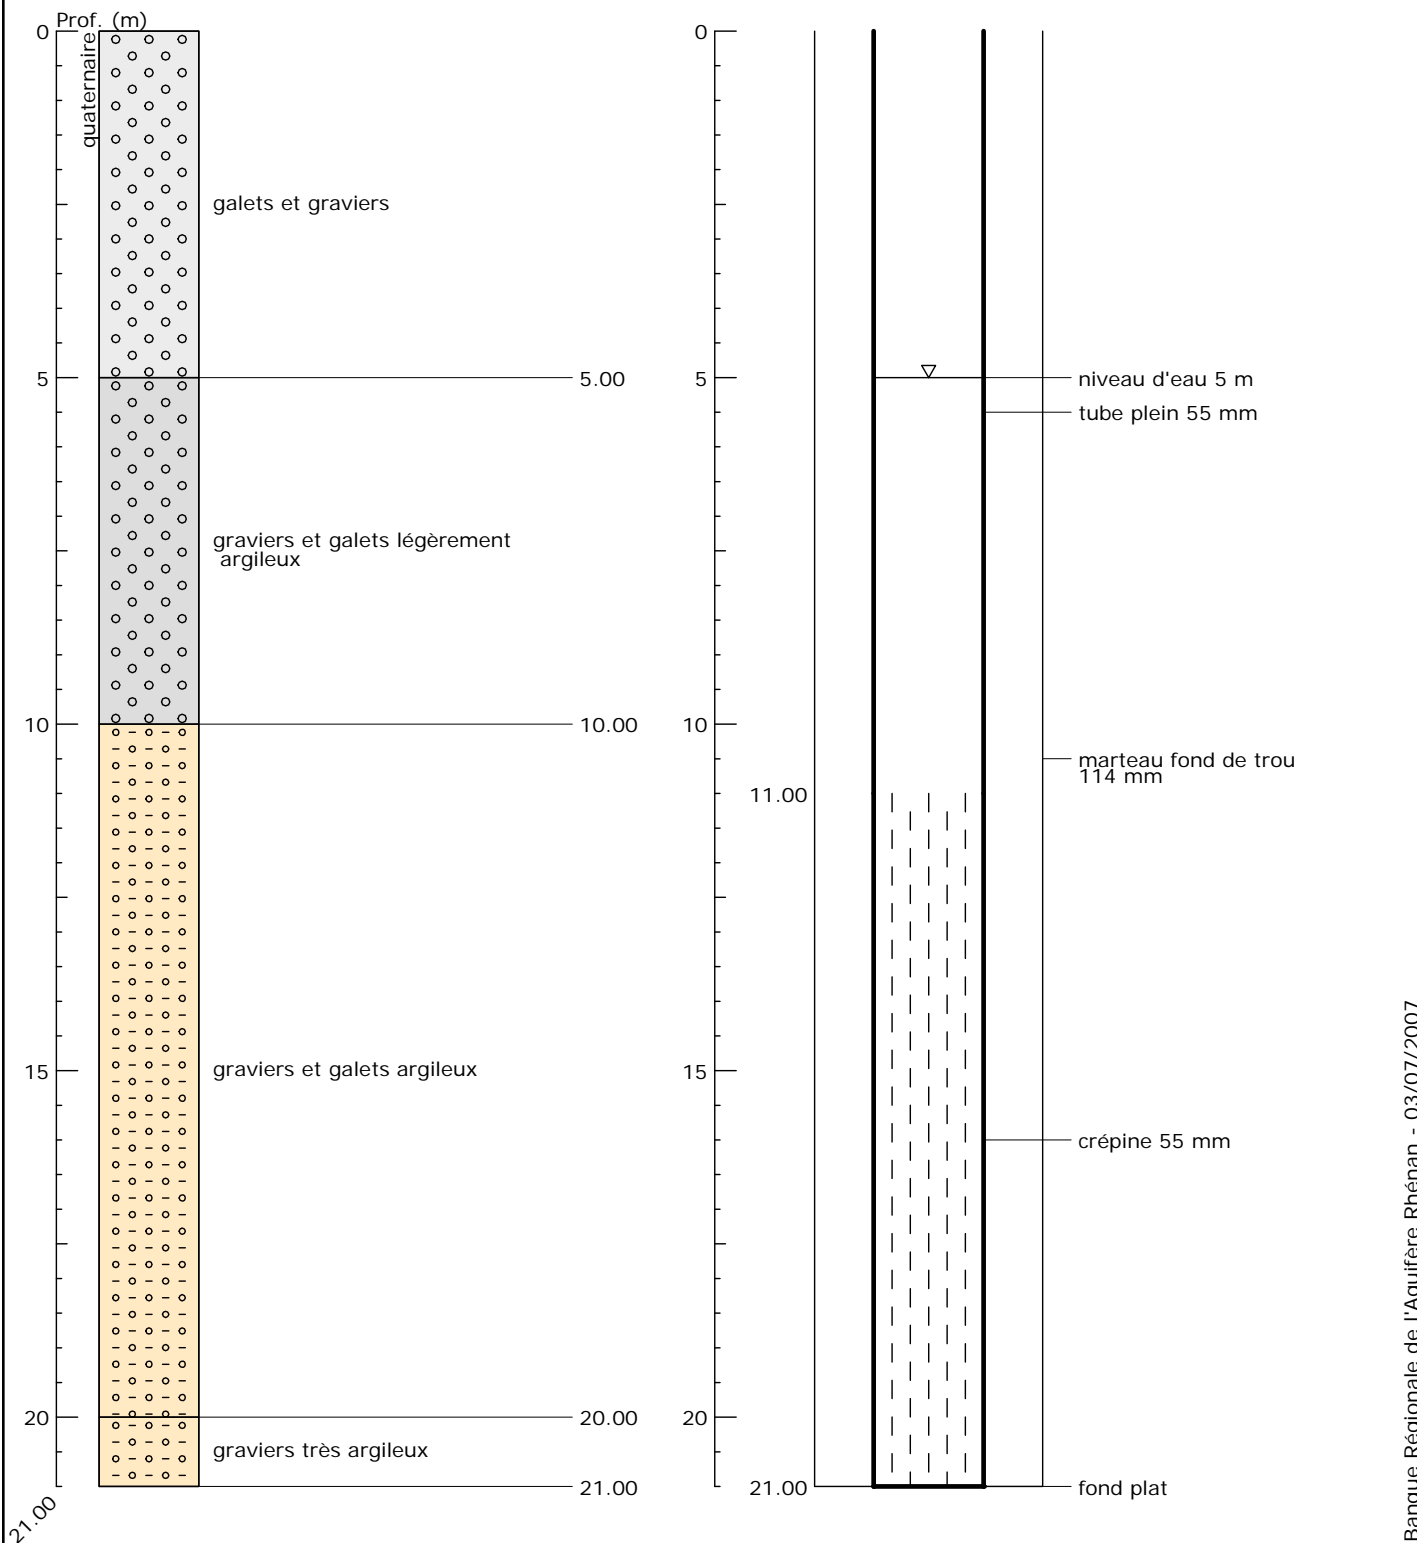 Prof. (m)
0
quaternaire
galets et graviers
5
5.00
graviers et galets légèrement
argileux
10
10.00
15
graviers et galets argileux
20
20.00
graviers très argileux
21.00
21.00
0
5
niveau d'eau 5 m
tube plein 55 mm
10
marteau fond de trou
114 mm
11.00
15
crépine 55 mm
20
21.00
fond plat
Banque Régionale de l'Aquifère Rhénan - 03/07/2007